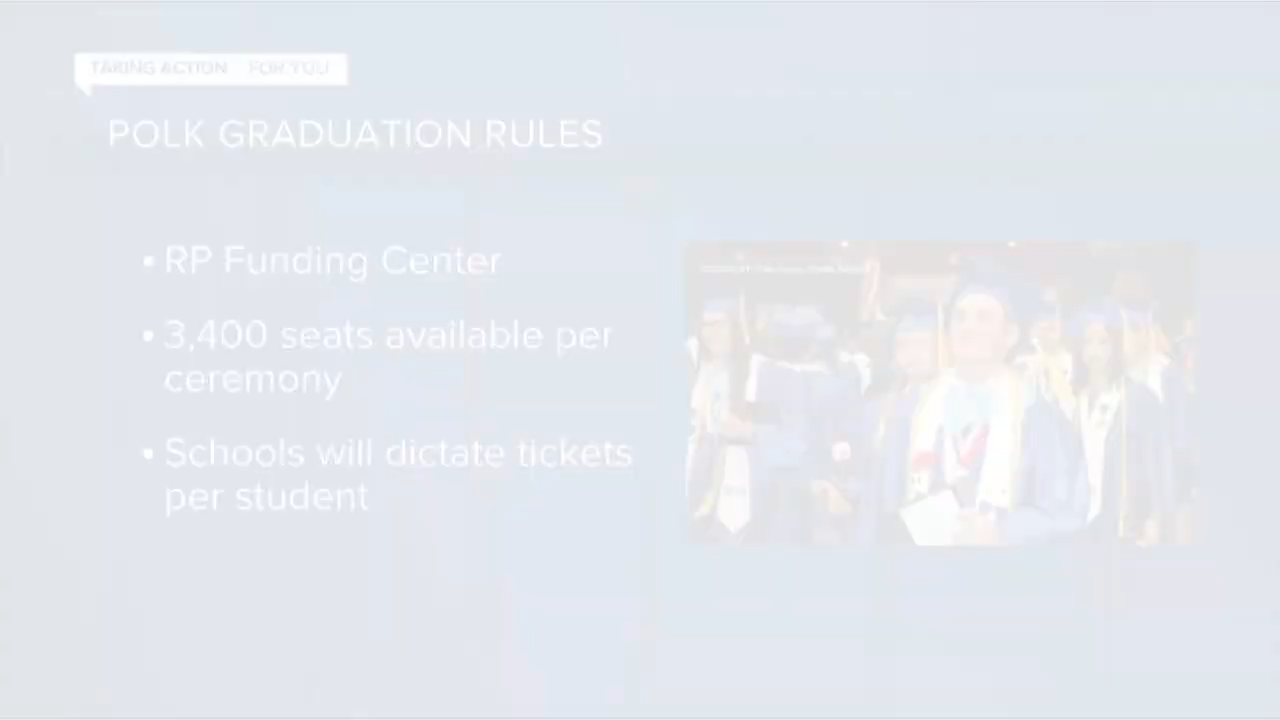 TAKING ACTION FOR YOU
POLK GRADUATION RULES
▪ RP Funding Center
▪ 3,400 seats available per
ceremony
▪ Schools will dictate tickets
per student